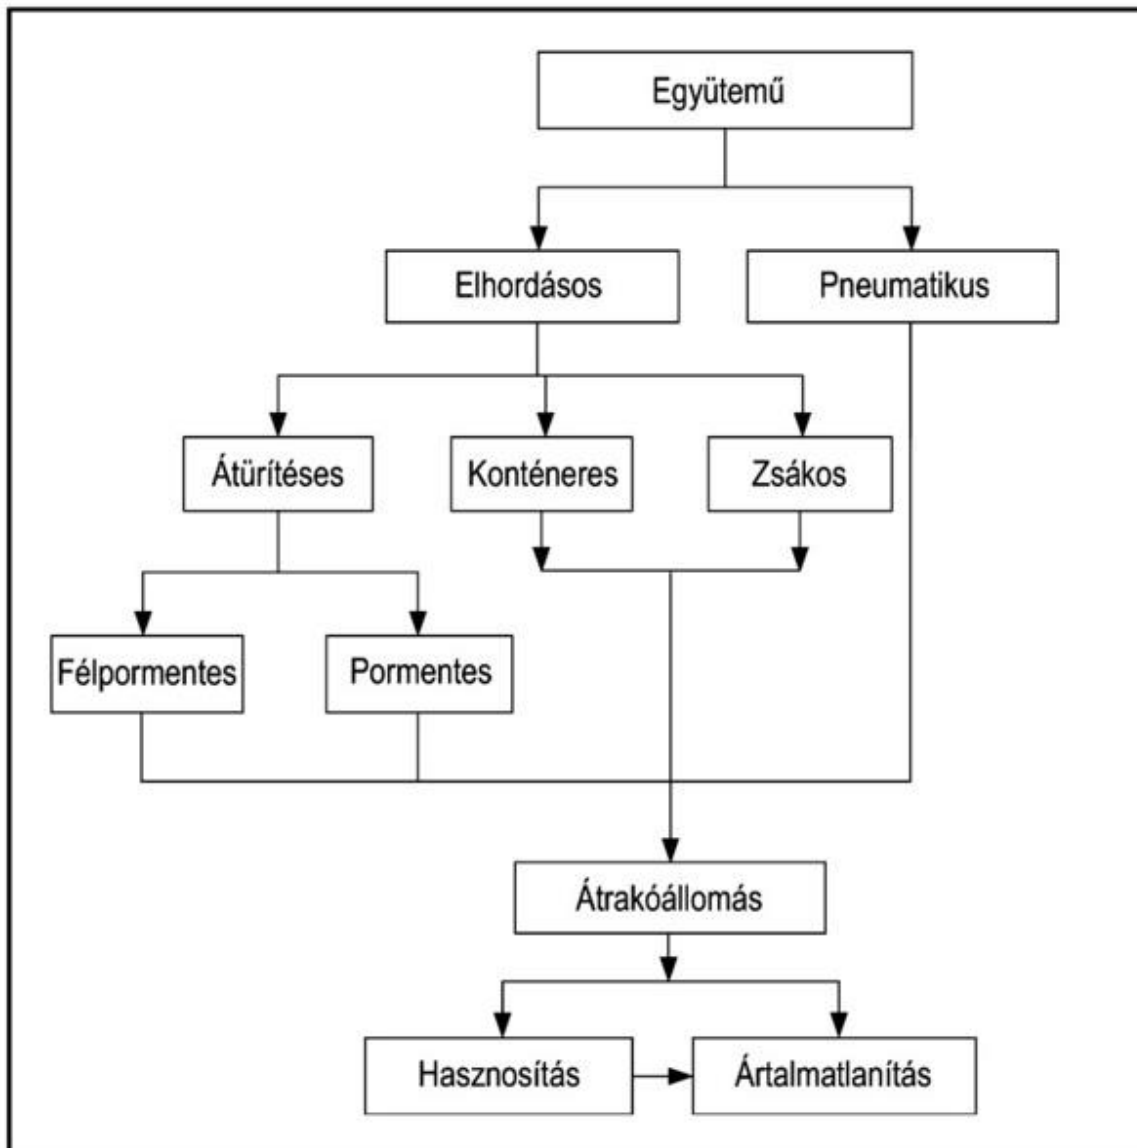 Együtemű
Elhordásos
Pneumatikus
Átürítéses
Konténeres
Zsákos
Félpormentes
Pormentes
Átrakóállomás
Hasznosítás
Ártalmatlanítás